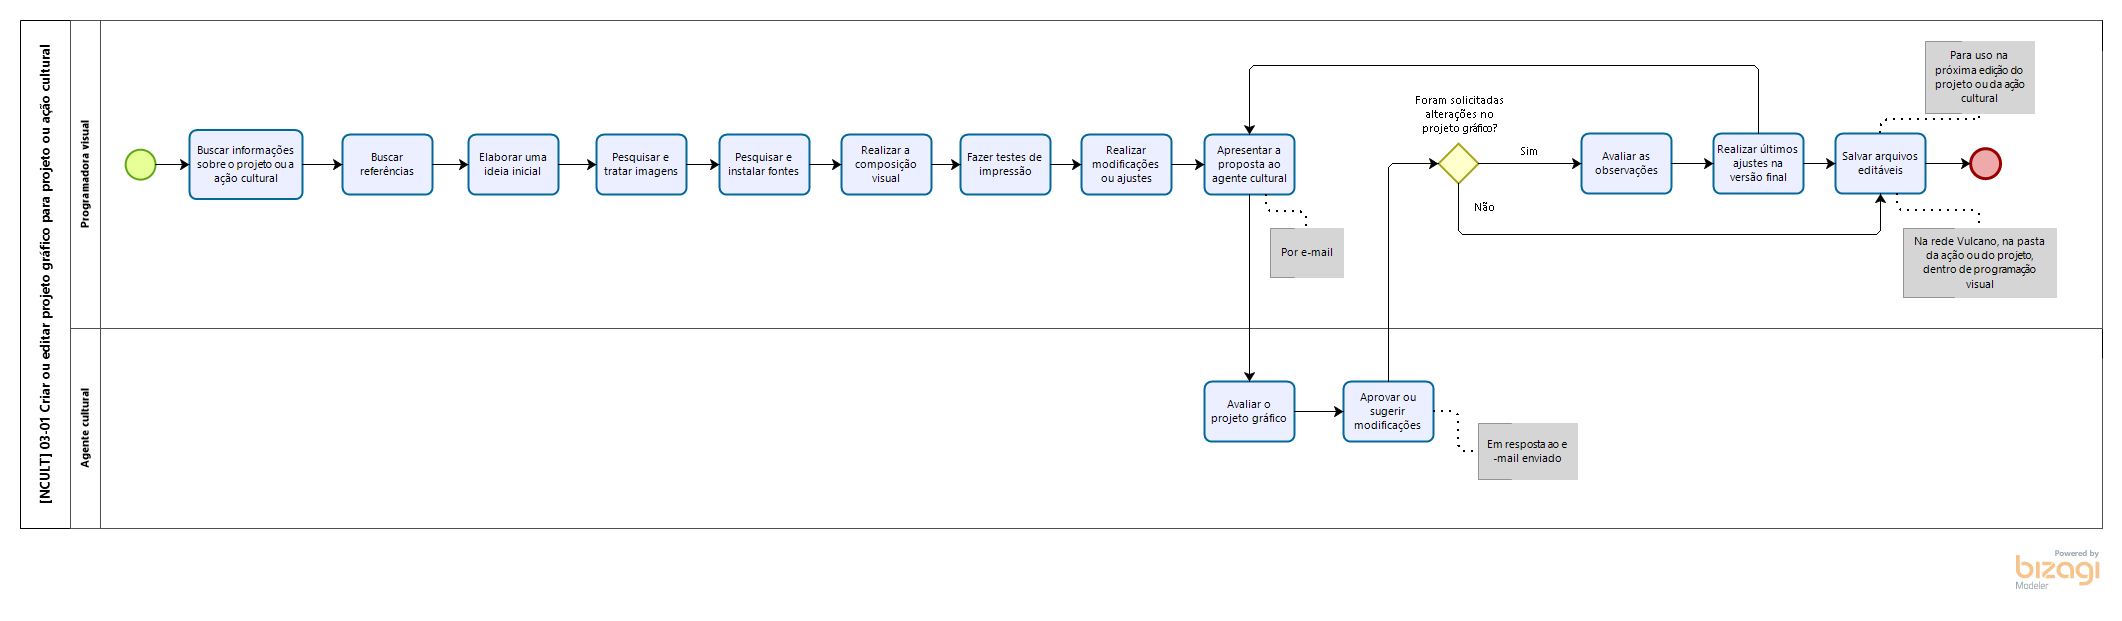 [NCULT] 03-01 Criar ou editar projeto gráfico para projeto ou ação cultural
Programadora visual
Buscar informações
sobre o projeto ou a
ação cultural
Buscar
referências
Elaborar uma
ideia inicial
Pesquisar e
tratar imagens
Pesquisar e
instalar fontes
Realizar a
composição
visual
Fazer testes de
impressão
Realizar
modificações
ou ajustes
Apresentar a
proposta ao
agente cultural
Por e-mail
Foram solicitadas
alterações no
projeto gráfico?
Sim
Não
Avaliar as
observações
Realizar últimos
ajustes na
versão final
Salvar arquivos
editáveis
Para uso na
próxima edição do
projeto ou da ação
cultural
Na rede Vulcano, na pasta
da ação ou do projeto,
dentro de programação
visual
Agente cultural
Avaliar o
projeto gráfico
Aprovar ou
sugerir
modificações
Em resposta ao e
-mail enviado
Powered by
bizagi
Modeler